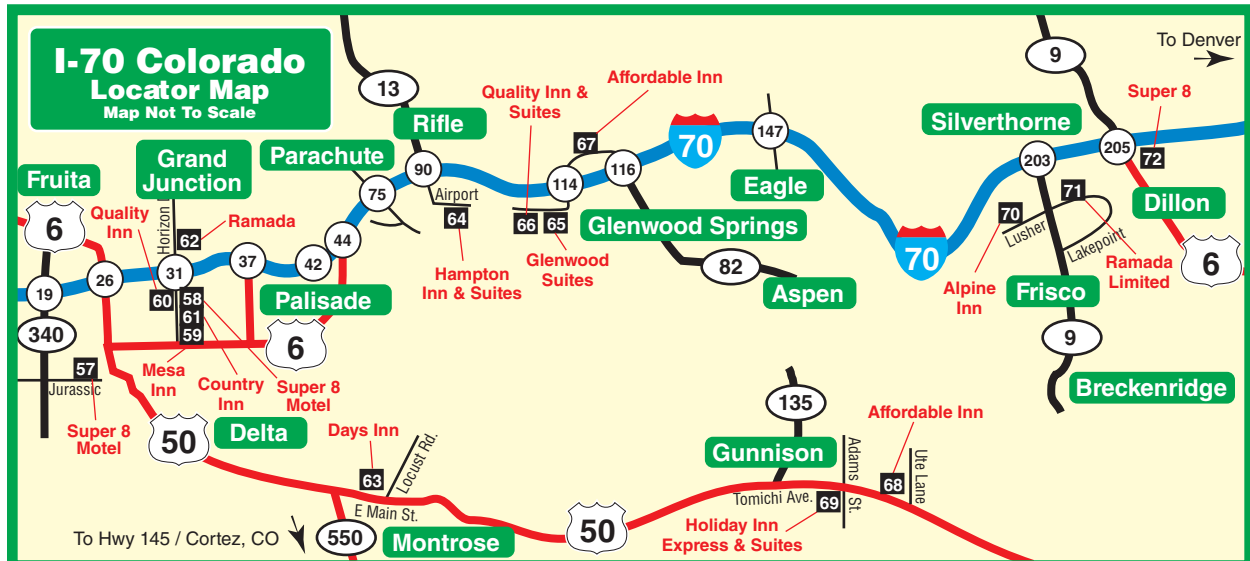 I-70 Colorado
Locator Map
Map Not To Scale
To Denver
13
9
Affordable Inn
Quality Inn &
Suites
Super 8
Rifle
70
147
Silverthorne
Grand
Junction
Parachute
67
205
72
Fruita
90
116
203
75
114
Eagle
6
Quality
Inn
Horizon
Ramada
62
Airport
64
66
65
Glenwood Springs
70
Lusher
71
Lakepoint
Dillon
44
Glenwood
Suites
70
6
26
31
37
42
Hampton
Inn & Suites
82
Aspen
Alpine
Inn
Frisco
Ramada
Limited
19
60
58
61
59
Palisade
340
6
9
57
Jurassic
Mesa
Inn
Country
Inn
Super 8
Motel
Breckenridge
135
Super 8
Motel
50
Delta
Days Inn
Affordable Inn
63
Locust Rd.
Gunnison
Adams St.
Ute Lane
68
Tomichi Ave.
69
E Main St.
To Hwy 145 / Cortez, CO
550
Montrose
50
Holiday Inn
Express & Suites